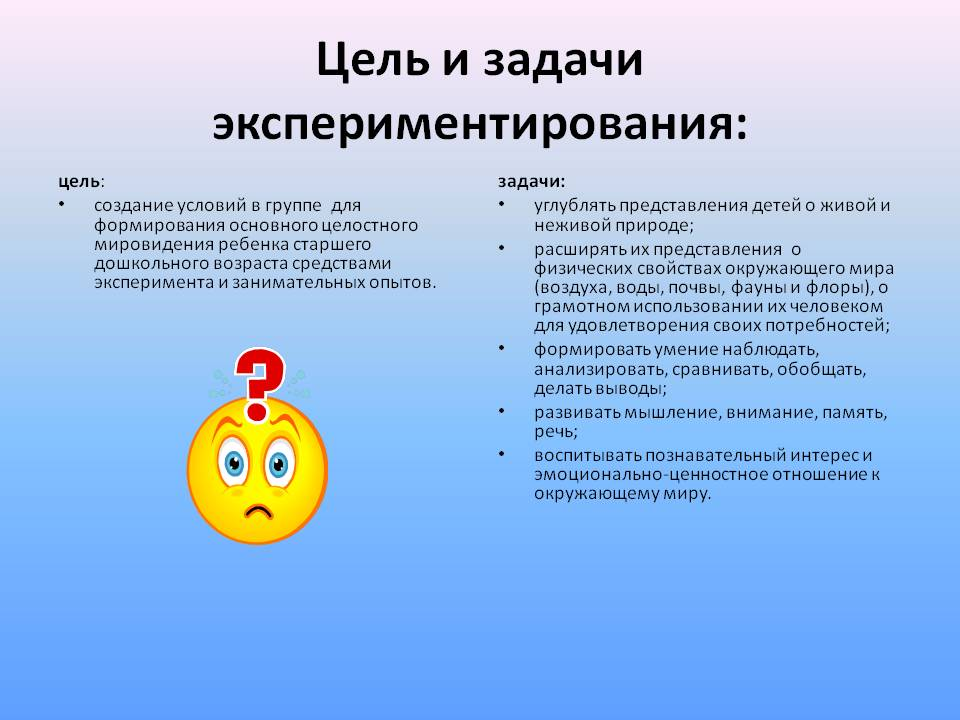 Цель и задачи
экспериментирования:
цель:
• создание условий в группе для
формирования основного целостного
мировидения ребенка старшего
дошкольного возраста средствами
эксперимента и занимательных опытов.
?
задачи:
• углублять представления детей о живой и
неживой природе;
• расширять их представления о
физических свойствах окружающего мира
(воздуха, воды, почвы, фауны и флоры), о
грамотном использовании их человеком
для удовлетворения своих потребностей;
• формировать умение наблюдать,
анализировать, сравнивать, обобщать,
делать выводы;
• развивать мышление, внимание, память,
речь;
• воспитывать познавательный интерес и
эмоционально-ценностное отношение к
окружающему миру.